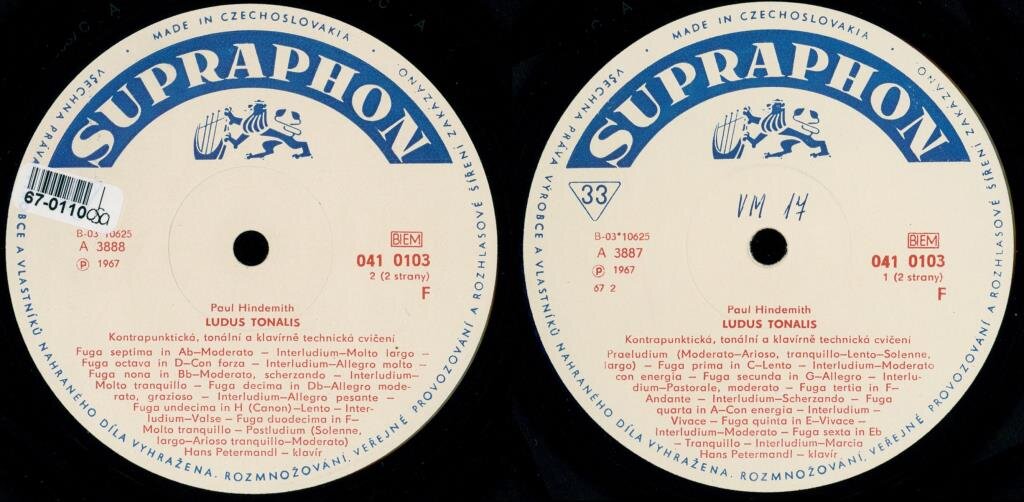 MADE IN CZECHOSLOVAKIA
SUPRAPHON
VŠECHNA PRÁVA VÝROBCE A VLASTNÍKŮ NAHRANÉHO DÍLA VYHRAŽENA. ROZMNOŽOVÁNÍ, VEŘEJNÉ PROVOZOVÁNÍ A ROZHLASOVÉ ŠÍŘENÍ ZAKÁZÁNO
67-0110
B-03*10625
A 3888
Ⓟ 1967
BIEM
041 0103
2 (2 strany)
F
Paul Hindemith
LUDUS TONALIS
Kontrapunktická, tonální a klavírně technická cvičení
Fuga septima in Ab–Moderato – Interludium–Molto largo –
Fuga octava in D–Con forza – Interludium–Allegro molto –
Fuga nona in Bb–Moderato, scherzando – Interludium–
Molto tranquillo – Fuga decima in Db–Allegro mode-
rato, grazioso – Interludium–Allegro pesante –
Fuga undecima in H (Canon)–Lento – Inter-
ludium–Valse – Fuga duodecima in F–
Molto tranquillo – Postludium (Solenne,
largo–Arioso tranquillo–Moderato)
Hans Petermandl – klavír
MADE IN CZECHOSLOVAKIA
SUPRAPHON
VŠECHNA PRÁVA VÝROBCE A VLASTNÍKŮ NAHRANÉHO DÍLA VYHRAŽENA. ROZMNOŽOVÁNÍ, VEŘEJNÉ PROVOZOVÁNÍ A ROZHLASOVÉ ŠÍŘENÍ ZAKÁZÁNO
33
VM 17
B-03*10625
A 3887
Ⓟ 1967
67 2
BIEM
041 0103
1 (2 strany)
F
Paul Hindemith
LUDUS TONALIS
Kontrapunktická, tonální a klavírně technická cvičení
Praeludium (Moderato–Arioso, tranquillo–Lento–Solenne,
largo) – Fuga prima in C–Lento – Interludium–Moderato
con energia – Fuga secunda in G–Allegro – Interlu-
dium–Pastorale, moderato – Fuga tertia in F–
Andante – Interludium–Scherzando – Fuga
quarta in A–Con energia – Interludium –
Vivace – Fuga quinta in E–Vivace –
Interludium–Moderato – Fuga sexta in Eb
– Tranquillo – Interludium–Marcia
Hans Petermandl – klavír